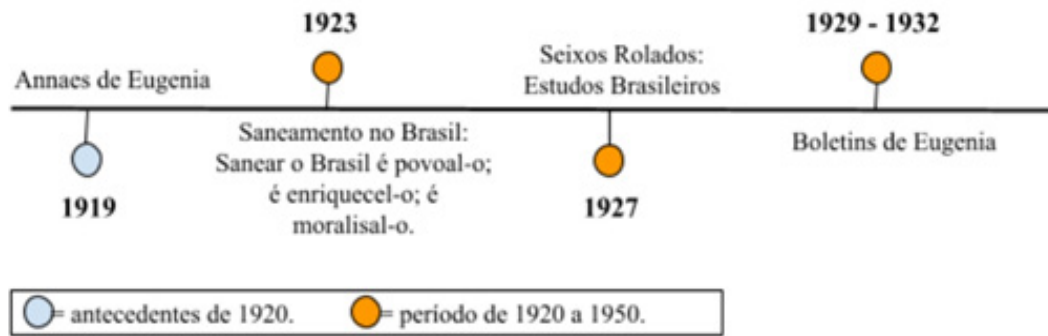 1923
1929 - 1932
Annaes de Eugenia
Seixos Rolados:
Estudos Brasileiros
Saneamento no Brasil:
Sanear o Brasil é povoal-o;
é enriquecel-o; é
moralisal-o.
Boletins de Eugenia
1919
1927
= antecedentes de 1920.
= período de 1920 a 1950.